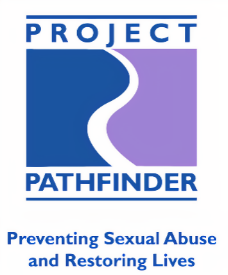 PROJECT
PATHFINDER
Preventing Sexual Abuse
and Restoring Lives